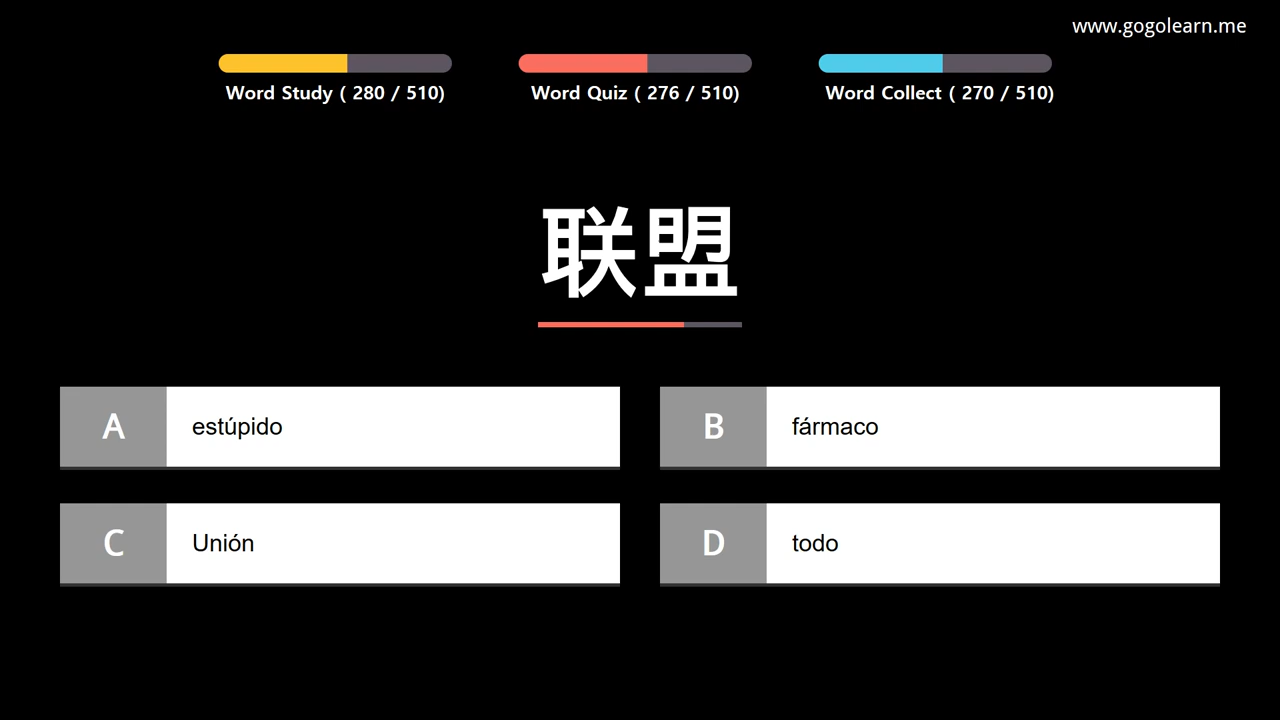 www.gogolearn.me
Word Study ( 280 / 510)
Word Quiz ( 276 / 510)
Word Collect ( 270 / 510)
联盟
A
estúpido
B
fármaco
C
Unión
D
todo